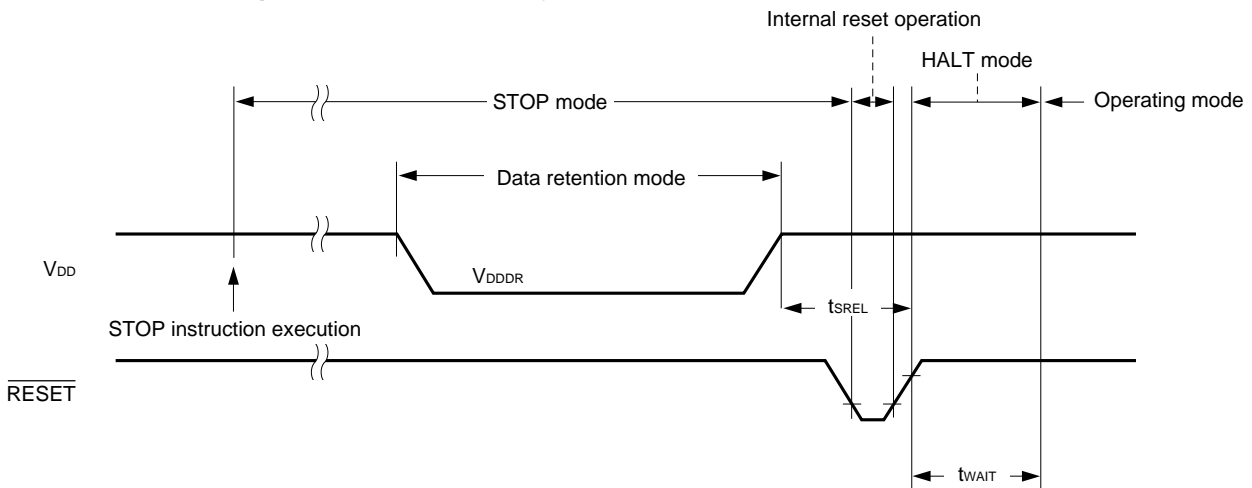 Internal reset operation
HALT mode
STOP mode
Operating mode
Data retention mode
VDD
VDDDR
tSREL
STOP instruction execution
RESET
tWAIT